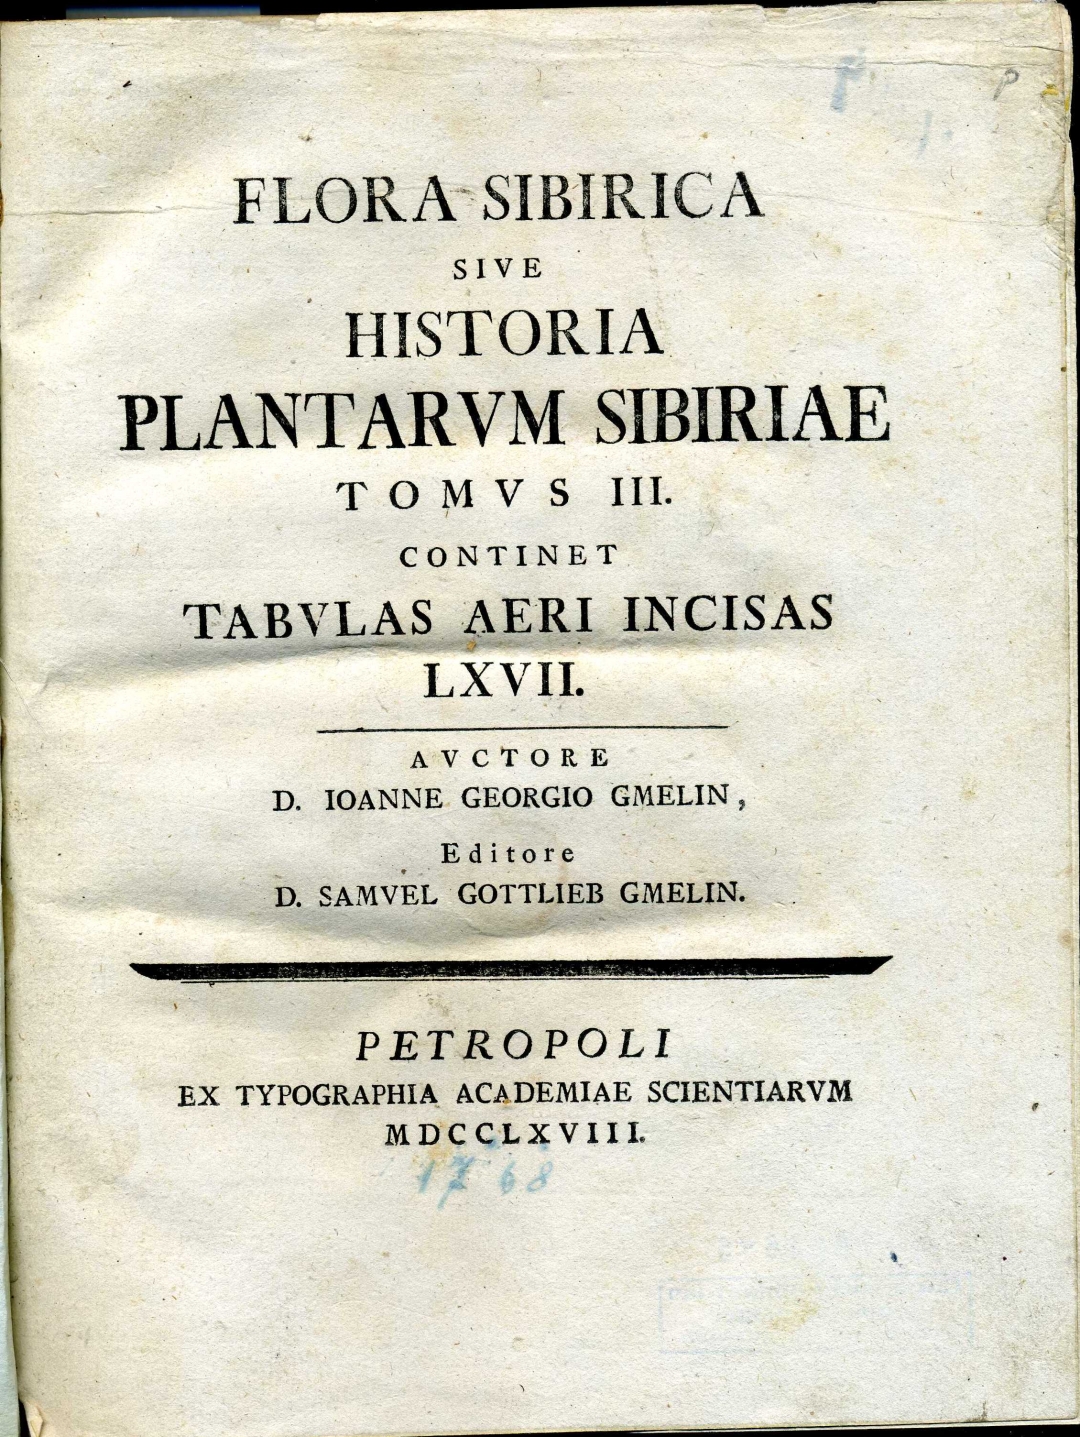 P
FLORA SIBIRICA
SIVE
HISTORIA
PLANTARVM SIBIRIAE
TOMVS III.
CONTINET
TABVLAS AERI INCISAS
LXVII.
AVCTORE
D. IOANNE GEORGIO GMELIN,
Editore
D. SAMVEL GOTTLIEB GMELIN.
PETROPOLI
EX TYPOGRAPHIA ACADEMIAE SCIENTIARVM
MDCCLXVIII.
1768